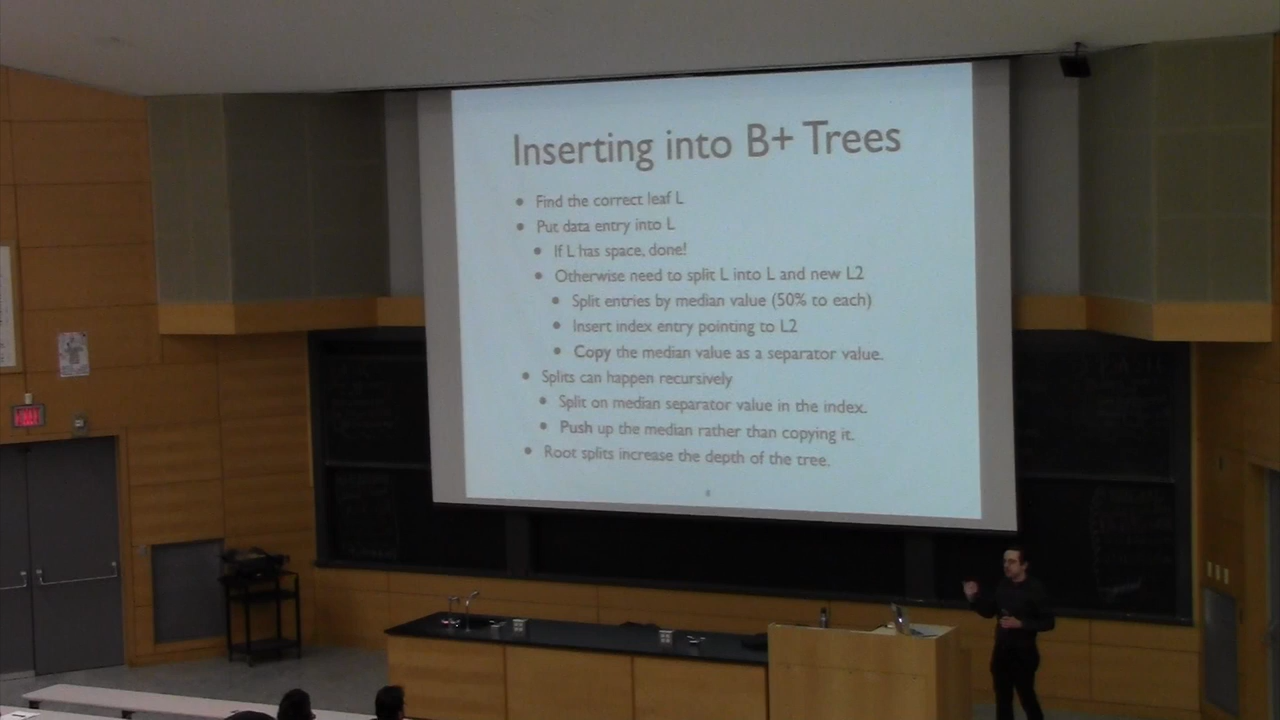 Inserting into B+ Trees
• Find the correct leaf L
• Put data entry into L
• If L has space, done!
• Otherwise need to split L into L and new L2
• Split entries by median value (50% to each)
• Insert index entry pointing to L2
• Copy the median value as a separator value.
• Splits can happen recursively
• Split on median separator value in the index.
• Push up the median rather than copying it.
• Root splits increase the depth of the tree.
8